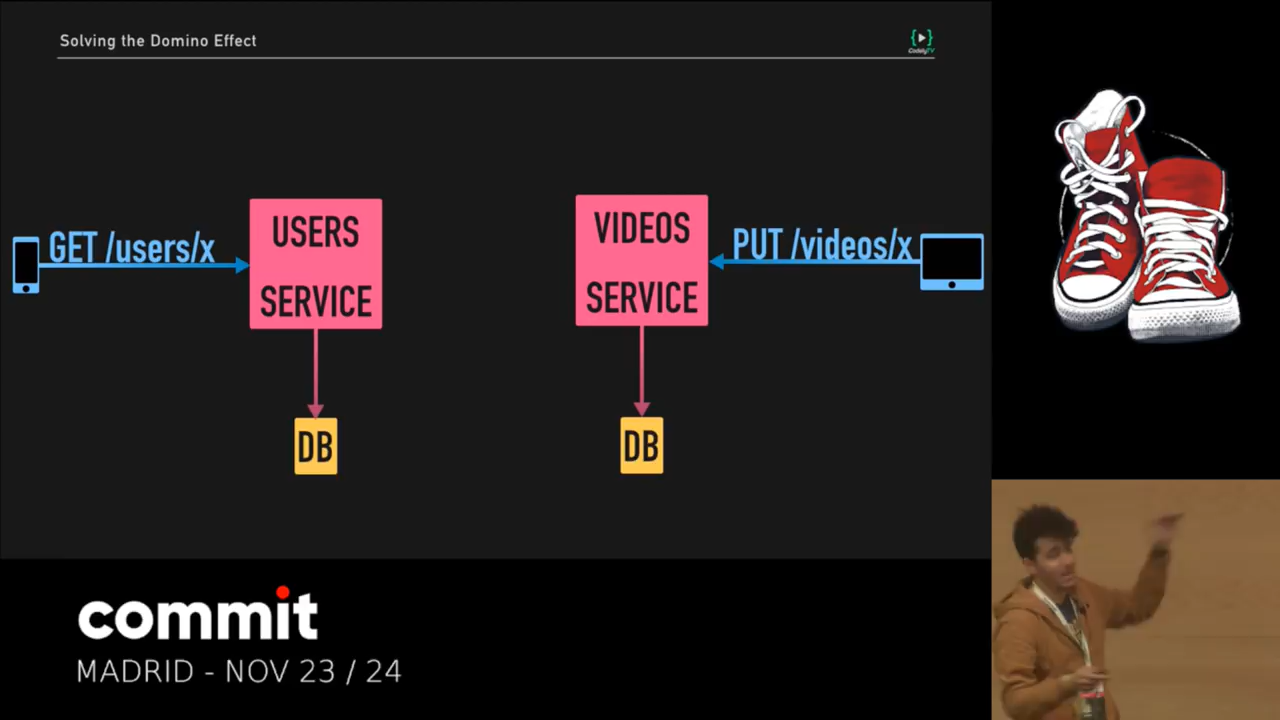 Solving the Domino Effect
CodelyTV
GET /users/x
USERS
SERVICE
VIDEOS
SERVICE
PUT /videos/x
DB
DB
commit
MADRID - NOV 23 / 24